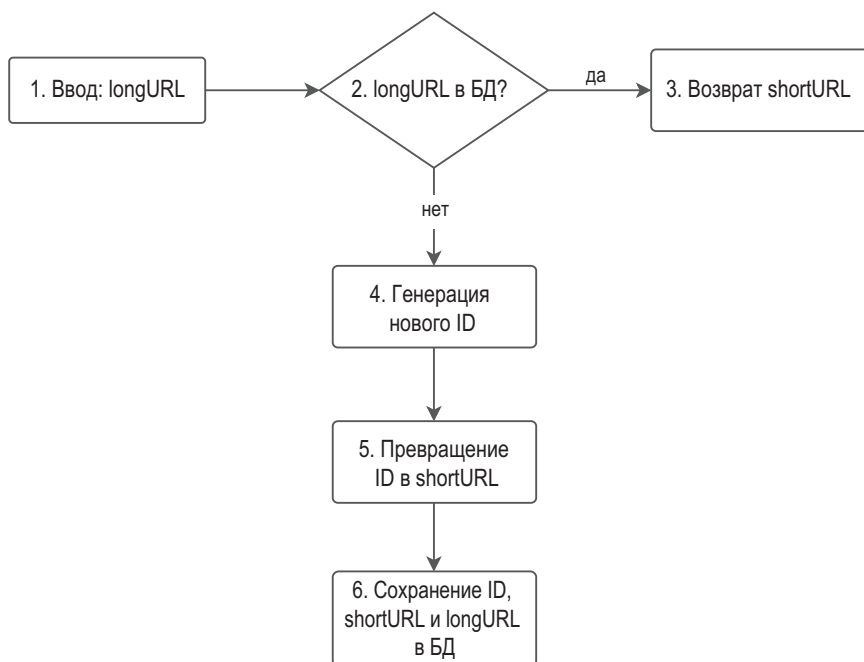 1. Ввод: longURL
2. longURL в БД?
да
3. Возврат shortURL
нет
4. Генерация
нового ID
5. Превращение
ID в shortURL
6. Сохранение ID,
shortURL и longURL
в БД